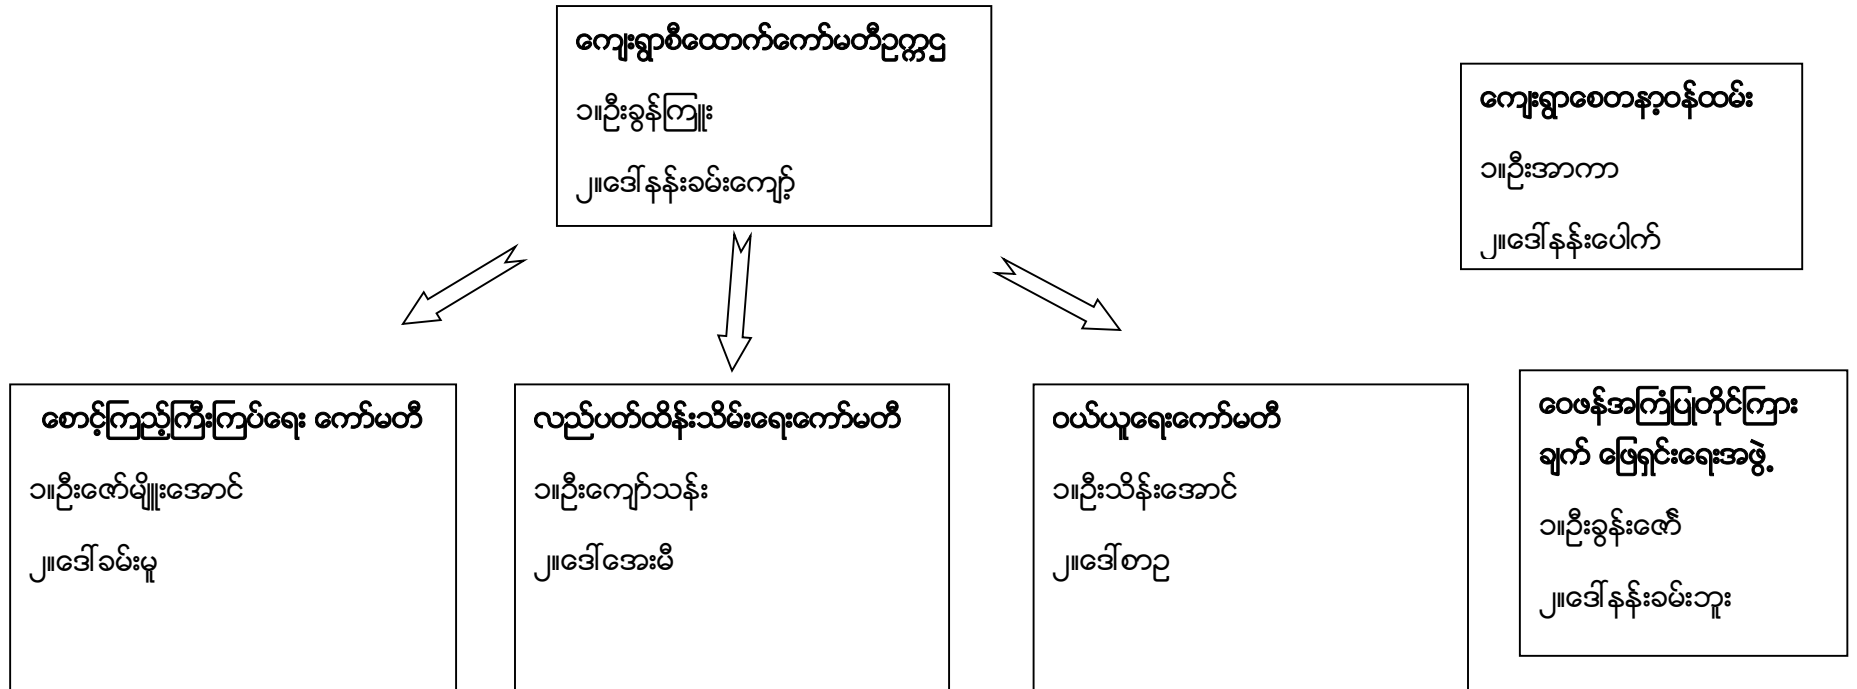 ကျေးရွာစီထောက်ကော်မတီဥက္ကဌ
၁။ဦးခွန်ကြူး
၂။ဒေါ်နန်းခမ်းကျော့်
ကျေးရွာစေတနာ့ဝန်ထမ်း
၁။ဦးအာကာ
၂။ဒေါ်နန်းပေါက်
စောင့်ကြည့်ကြီးကြပ်ရေး ကော်မတီ
၁။ဦးဇော်မျိူးအောင်
၂။ဒေါ်ခမ်းမူ
လည်ပတ်ထိန်းသိမ်းရေးကော်မတီ
၁။ဦးကျော်သန်း
၂။ဒေါ်အေးမီ
ဝယ်ယူရေးကော်မတီ
၁။ဦးသိန်းအောင်
၂။ဒေါ်စာဥ
ဝေဖန်အကြံပြုတိုင်ကြား
ချက် ဖြေရှင်းရေးအဖွဲ့
၁။ဦးခွန်းဇော်
၂။ဒေါ်နန်းခမ်းဘူး